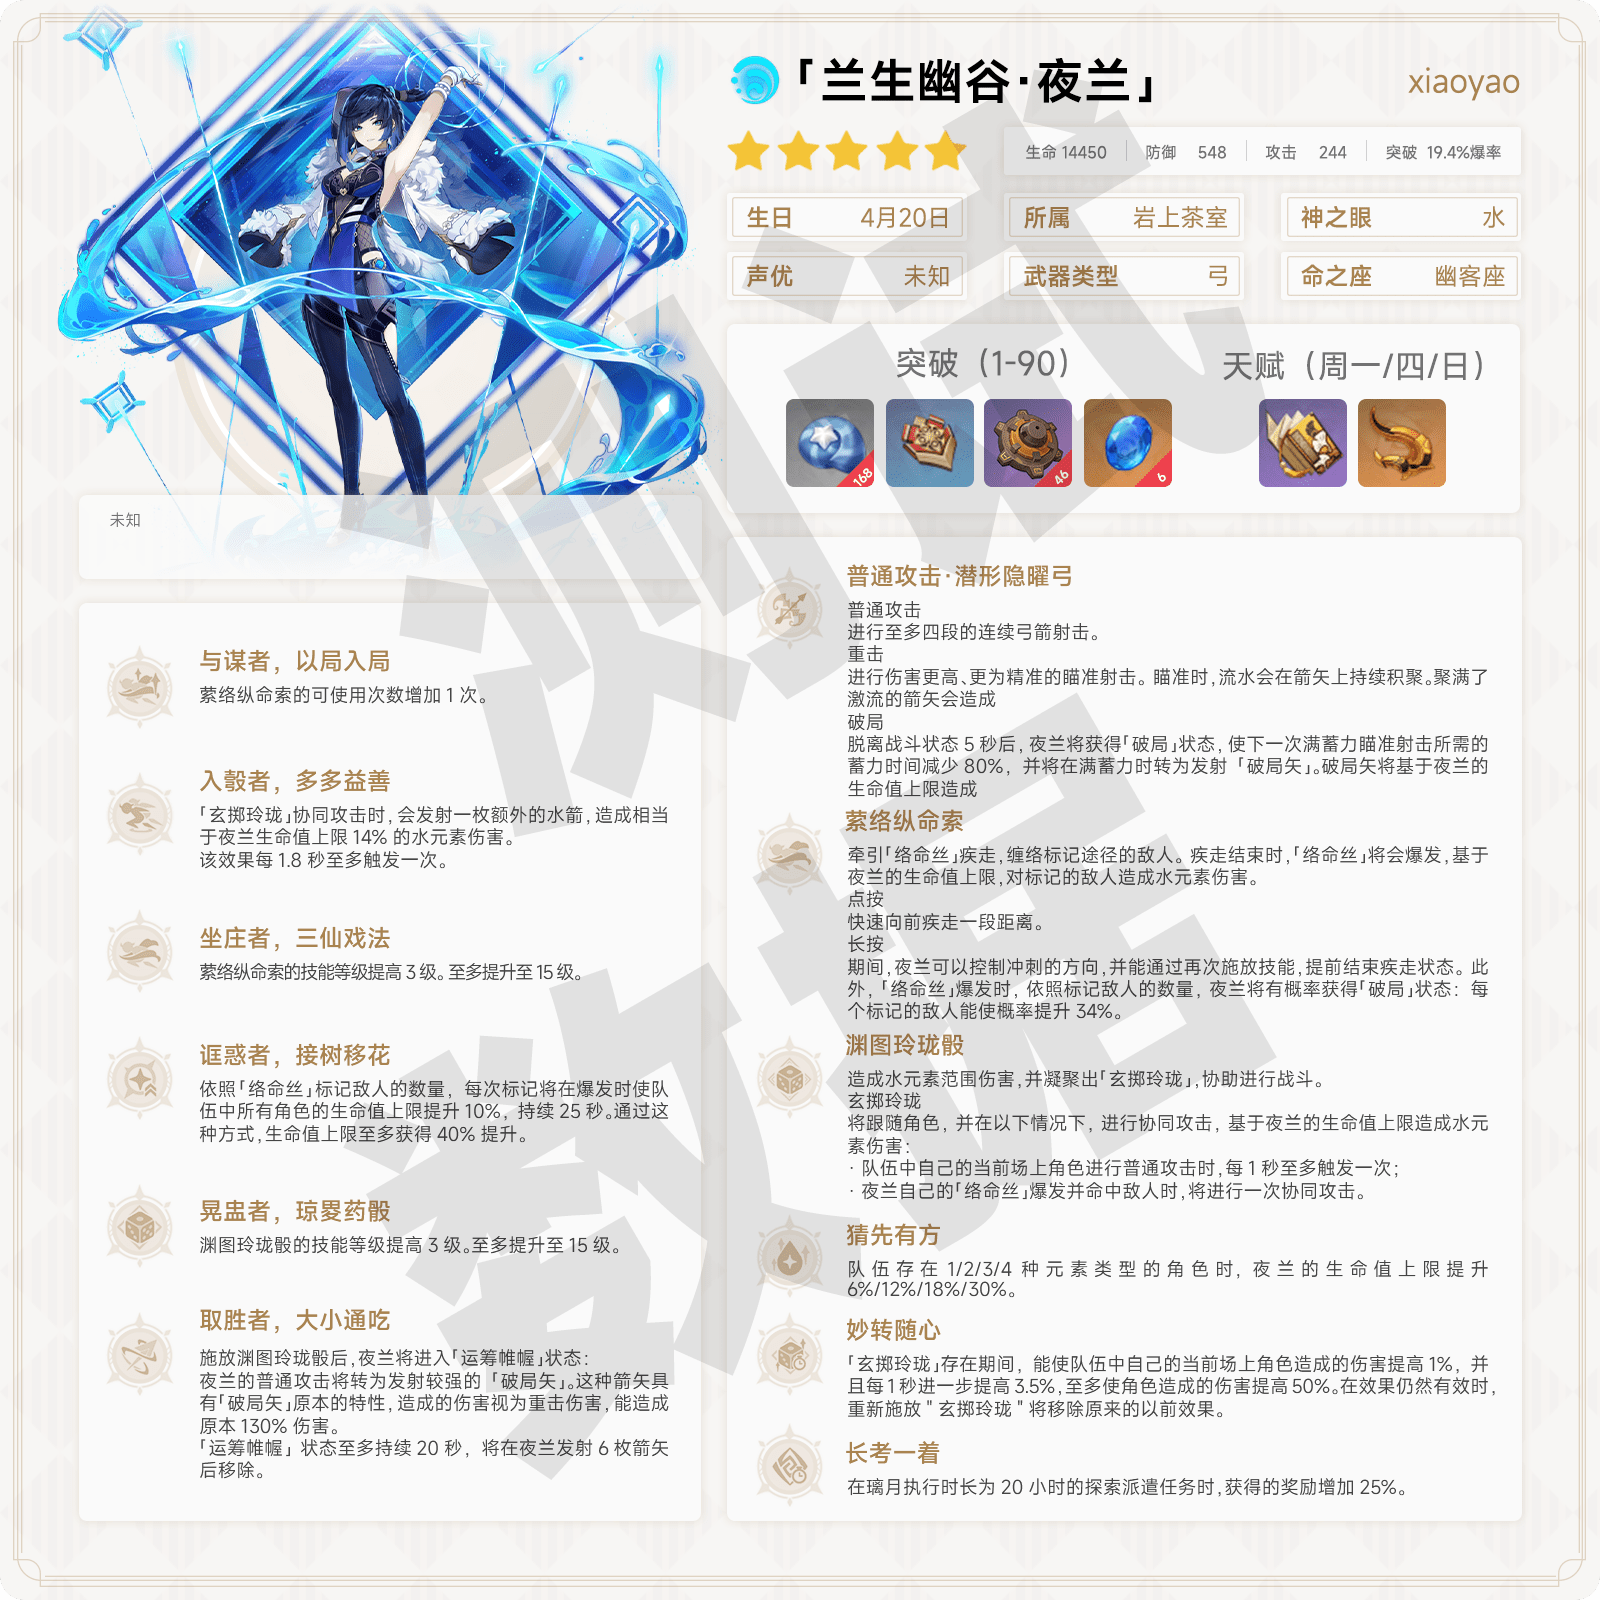 「兰生幽谷·夜兰」
xiaoyao
生命 14450 防御 548 攻击 244 突破 19.4%爆率
生日 4月20日 所属 岩上茶室 神之眼 水
声优 未知 武器类型 弓 命之座 幽客座
突破（1-90） 天赋（周一/四/日）
168
46
6
未知
与谋者，以局入局
萦络纵命索的可使用次数增加 1 次。
入彀者，多多益善
「玄掷玲珑」协同攻击时，会发射一枚额外的水箭，造成相当
于夜兰生命值上限 14% 的水元素伤害。
该效果每 1.8 秒至多触发一次。
坐庄者，三仙戏法
萦络纵命索的技能等级提高 3 级。至多提升至 15 级。
诓惑者，接树移花
依照「络命丝」标记敌人的数量，每次标记将在爆发时使队
伍中所有角色的生命值上限提升 10%，持续 25 秒。通过这
种方式，生命值上限至多获得 40% 提升。
晃盅者，琼畟药骰
渊图玲珑骰的技能等级提高 3 级。至多提升至 15 级。
取胜者，大小通吃
施放渊图玲珑骰后，夜兰将进入「运筹帷幄」状态：
夜兰的普通攻击将转为发射较强的「破局矢」。这种箭矢具
有「破局矢」原本的特性，造成的伤害视为重击伤害，能造成
原本 130% 伤害。
「运筹帷幄」状态至多持续 20 秒，将在夜兰发射 6 枚箭矢
后移除。
普通攻击·潜形隐曜弓
普通攻击
进行至多四段的连续弓箭射击。
重击
进行伤害更高、更为精准的瞄准射击。瞄准时，流水会在箭矢上持续积聚。聚满了
激流的箭矢会造成
破局
脱离战斗状态 5 秒后，夜兰将获得「破局」状态，使下一次满蓄力瞄准射击所需的
蓄力时间减少 80%，并将在满蓄力时转为发射「破局矢」。破局矢将基于夜兰的
生命值上限造成
萦络纵命索
牵引「络命丝」疾走，缠络标记途径的敌人。疾走结束时，「络命丝」将会爆发，基于
夜兰的生命值上限，对标记的敌人造成水元素伤害。
点按
快速向前疾走一段距离。
长按
期间，夜兰可以控制冲刺的方向，并能通过再次施放技能，提前结束疾走状态。此
外，「络命丝」爆发时，依照标记敌人的数量，夜兰将有概率获得「破局」状态：每
个标记的敌人能使概率提升 34%。
渊图玲珑骰
造成水元素范围伤害，并凝聚出「玄掷玲珑」，协助进行战斗。
玄掷玲珑
将跟随角色，并在以下情况下，进行协同攻击，基于夜兰的生命值上限造成水元
素伤害：
· 队伍中自己的当前场上角色进行普通攻击时，每 1 秒至多触发一次；
· 夜兰自己的「络命丝」爆发并命中敌人时，将进行一次协同攻击。
猜先有方
队伍存在 1/2/3/4 种元素类型的角色时，夜兰的生命值上限提升
6%/12%/18%/30%。
妙转随心
「玄掷玲珑」存在期间，能使队伍中自己的当前场上角色造成的伤害提高 1%，并
且每 1 秒进一步提高 3.5%，至多使角色造成的伤害提高 50%。在效果仍然有效时，
重新施放 " 玄掷玲珑 " 将移除原来的以前效果。
长考一着
在璃月执行时长为 20 小时的探索派遣任务时，获得的奖励增加 25%。
测试
数据